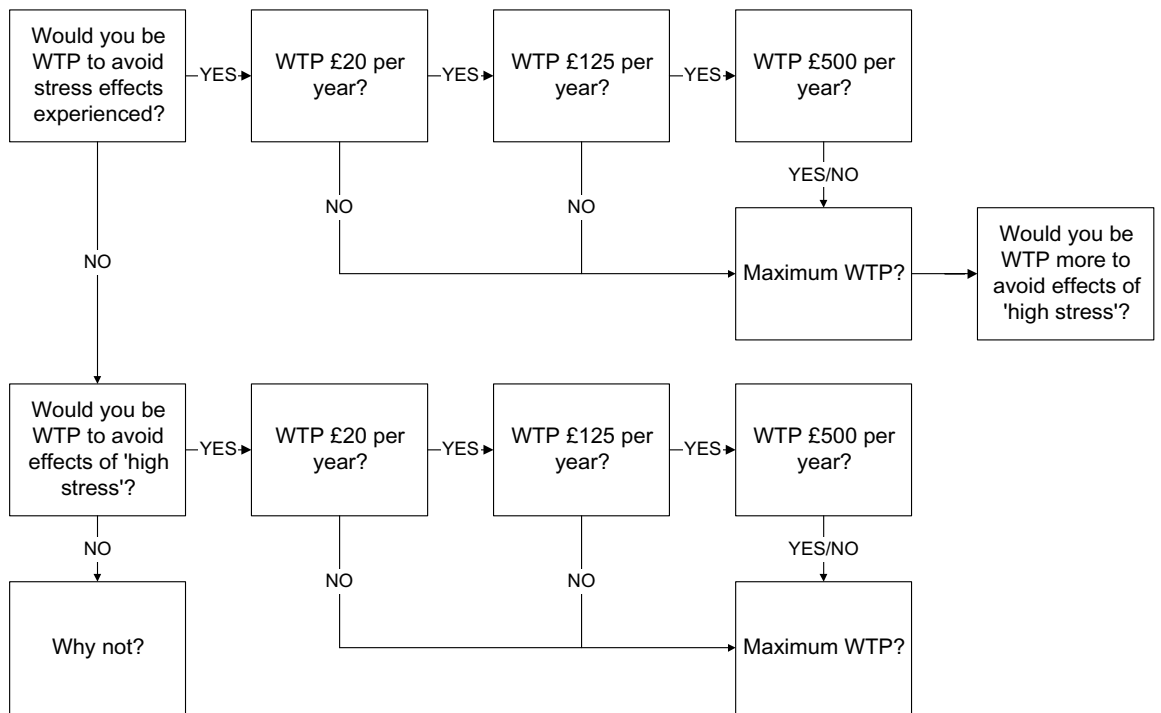 Would you be
WTP to avoid
stress effects
experienced?
YES
WTP £20 per
year?
YES
WTP £125 per
year?
YES
WTP £500 per
year?
NO
NO
NO
YES/NO
Maximum WTP?
Would you be
WTP more to
avoid effects of
'high stress'?
Would you be
WTP to avoid
effects of 'high
stress'?
YES
WTP £20 per
year?
YES
WTP £125 per
year?
YES
WTP £500 per
year?
NO
NO
NO
YES/NO
Why not?
Maximum WTP?